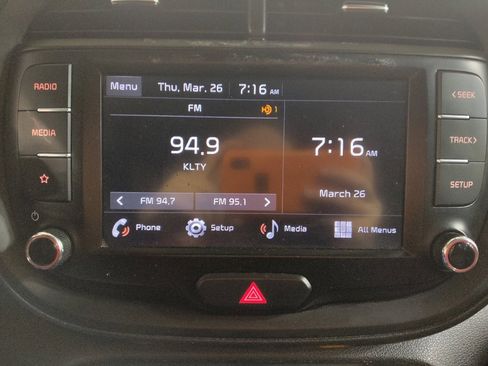 RADIO
MEDIA
Menu Thu, Mar. 26 7:16 AM
FM 1
94.9
KLTY
FM 94.7 FM 95.1
7:16 AM
March 26
Phone Setup Media All Menus
SEEK
TRACK
SETUP